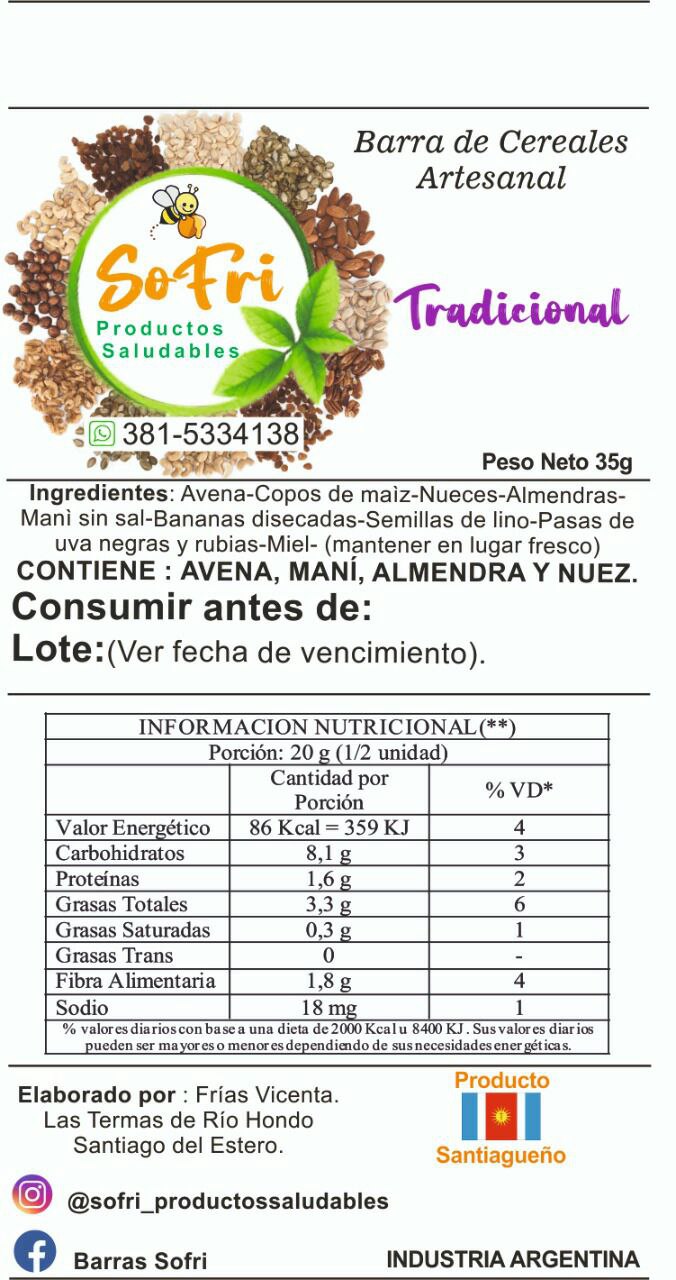 Barra de Cereales
Artesanal
SoFri
Productos
Saludables
Tradicional
381-5334138
Peso Neto 35g
Ingredientes: Avena-Copos de maìz-Nueces-Almendras-
Manì sin sal-Bananas disecadas-Semillas de lino-Pasas de
uva negras y rubias-Miel- (mantener en lugar fresco)
CONTIENE : AVENA, MANÍ, ALMENDRA Y NUEZ.
Consumir antes de:
Lote:(Ver fecha de vencimiento).
INFORMACION NUTRICIONAL(**)
Porción: 20 g (1/2 unidad)
Cantidad por
Porción
% VD*
Valor Energético 86 Kcal = 359 KJ 4
Carbohidratos 8,1 g 3
Proteínas 1,6 g 2
Grasas Totales 3,3 g 6
Grasas Saturadas 0,3 g 1
Grasas Trans 0 -
Fibra Alimentaria 1,8 g 4
Sodio 18 mg 1
% valores diarios con base a una dieta de 2000 Kcal u 8400 KJ. Sus valores diarios
pueden ser mayores o menores dependiendo de sus necesidades energéticas.
Elaborado por : Frías Vicenta.
Las Termas de Río Hondo
Santiago del Estero.
Producto
Santiagueño
@sofri_productossaludables
Barras Sofri
INDUSTRIA ARGENTINA